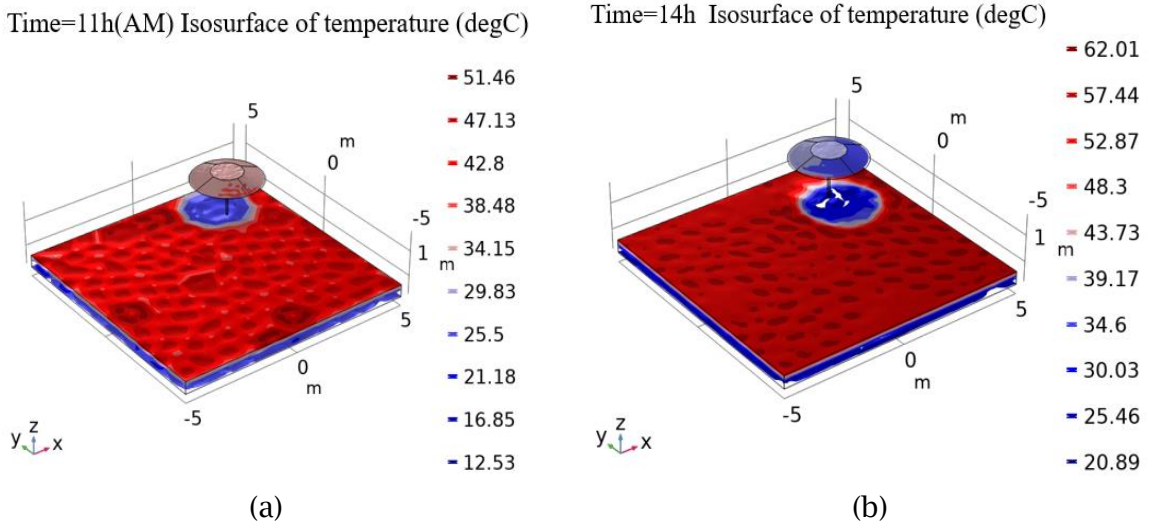 Time=11h(AM) Isosurface of temperature (degC)
51.46
47.13
42.8
38.48
34.15
29.83
25.5
21.18
16.85
12.53
5
m
0
-5
1
m
5
0
m
-5
y z x
(a)
Time=14h Isosurface of temperature (degC)
62.01
57.44
52.87
48.3
43.73
39.17
34.6
30.03
25.46
20.89
5
m
0
-5
1
m
5
0
m
-5
y z x
(b)